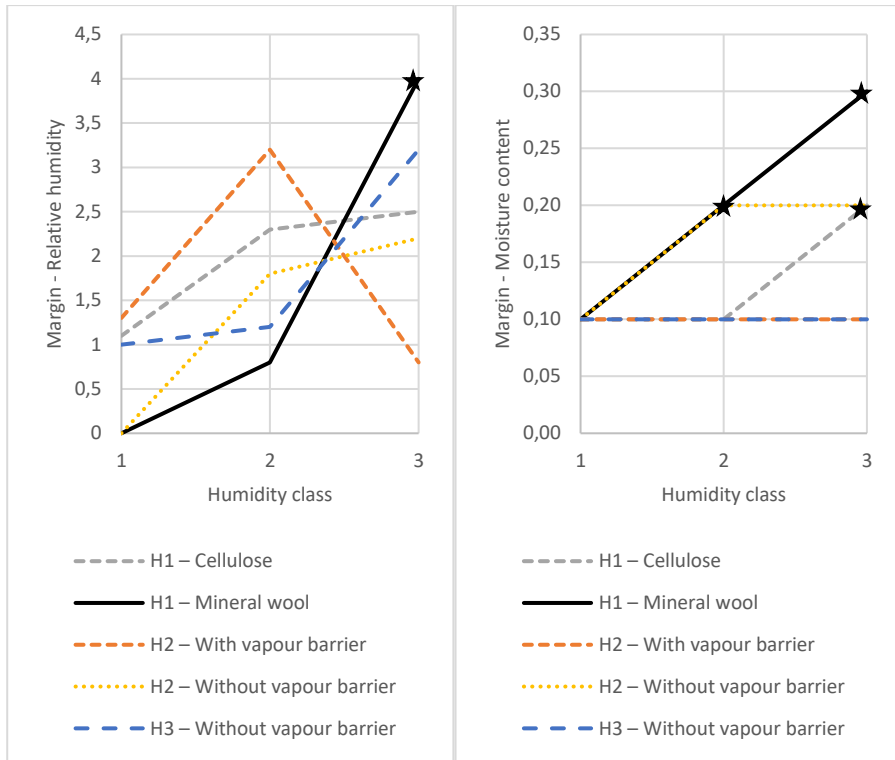 4,5
4
3,5
3
2,5
2
1,5
1
0,5
0
Margin - Relative humidity
1 2 3
Humidity class
H1 – Cellulose
H1 – Mineral wool
H2 – With vapour barrier
H2 – Without vapour barrier
H3 – Without vapour barrier
0,35
0,30
0,25
0,20
0,15
0,10
0,05
0,00
Margin - Moisture content
1 2 3
Humidity class
H1 – Cellulose
H1 – Mineral wool
H2 – With vapour barrier
H2 – Without vapour barrier
H3 – Without vapour barrier